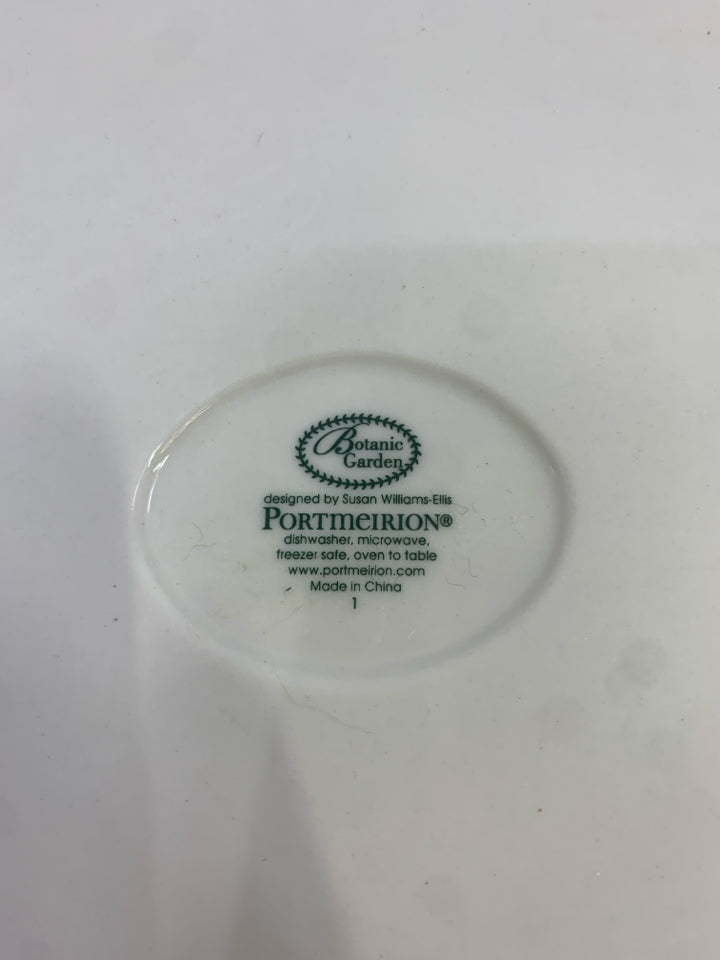 Botanic
Garden
designed by Susan Williams-Ellis
PORTMEIRION®
dishwasher, microwave,
freezer safe, oven to table
www.portmeirion.com
Made in China
1